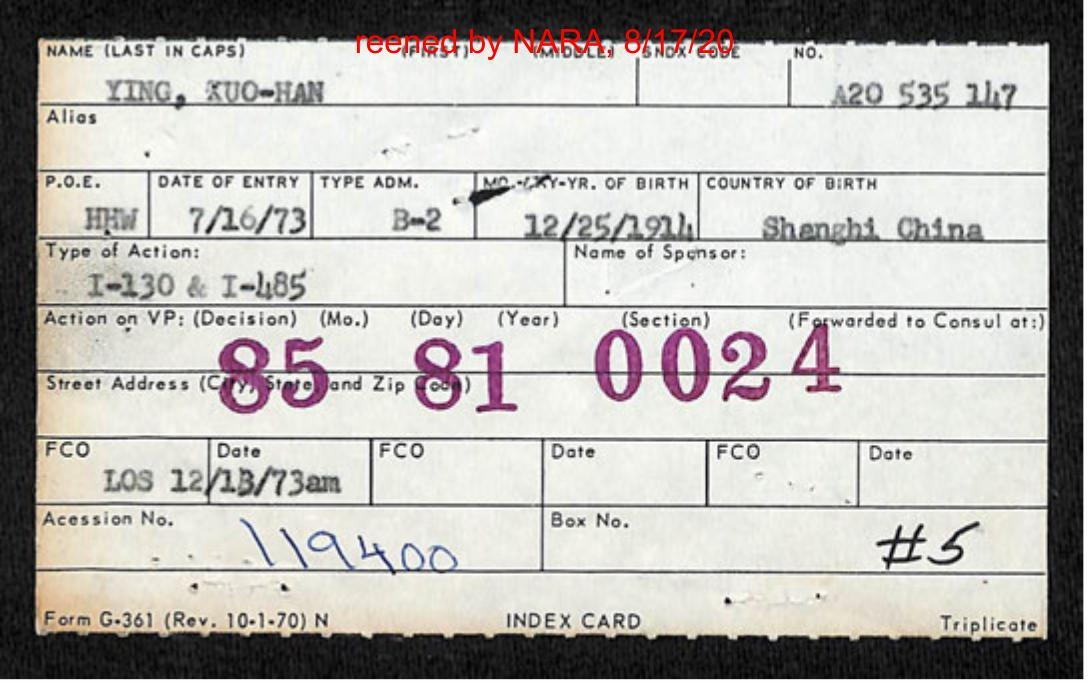 reened by NARA, 8/17/20
NAME (LAST IN CAPS) (FIRST) (MIDDLE) SNDX CODE NO.
YING, XUO-HAN A20 535 147
Alias
P.O.E. DATE OF ENTRY TYPE ADM. MO.-DAY-YR. OF BIRTH COUNTRY OF BIRTH
HHW 7/16/73 B-2 12/25/1914 Shanghi China
Type of Action: Name of Sponsor:
I-130 & I-485
Action on VP: (Decision) (Mo.) (Day) (Year) (Section) (Forwarded to Consul at:)
85 81 0024
Street Address (City, State, and Zip Code)
FCO Date FCO Date FCO Date
LOS 12/13/73am
Acession No. Box No.
119400 #5
Form G-361 (Rev. 10-1-70) N INDEX CARD Triplicate